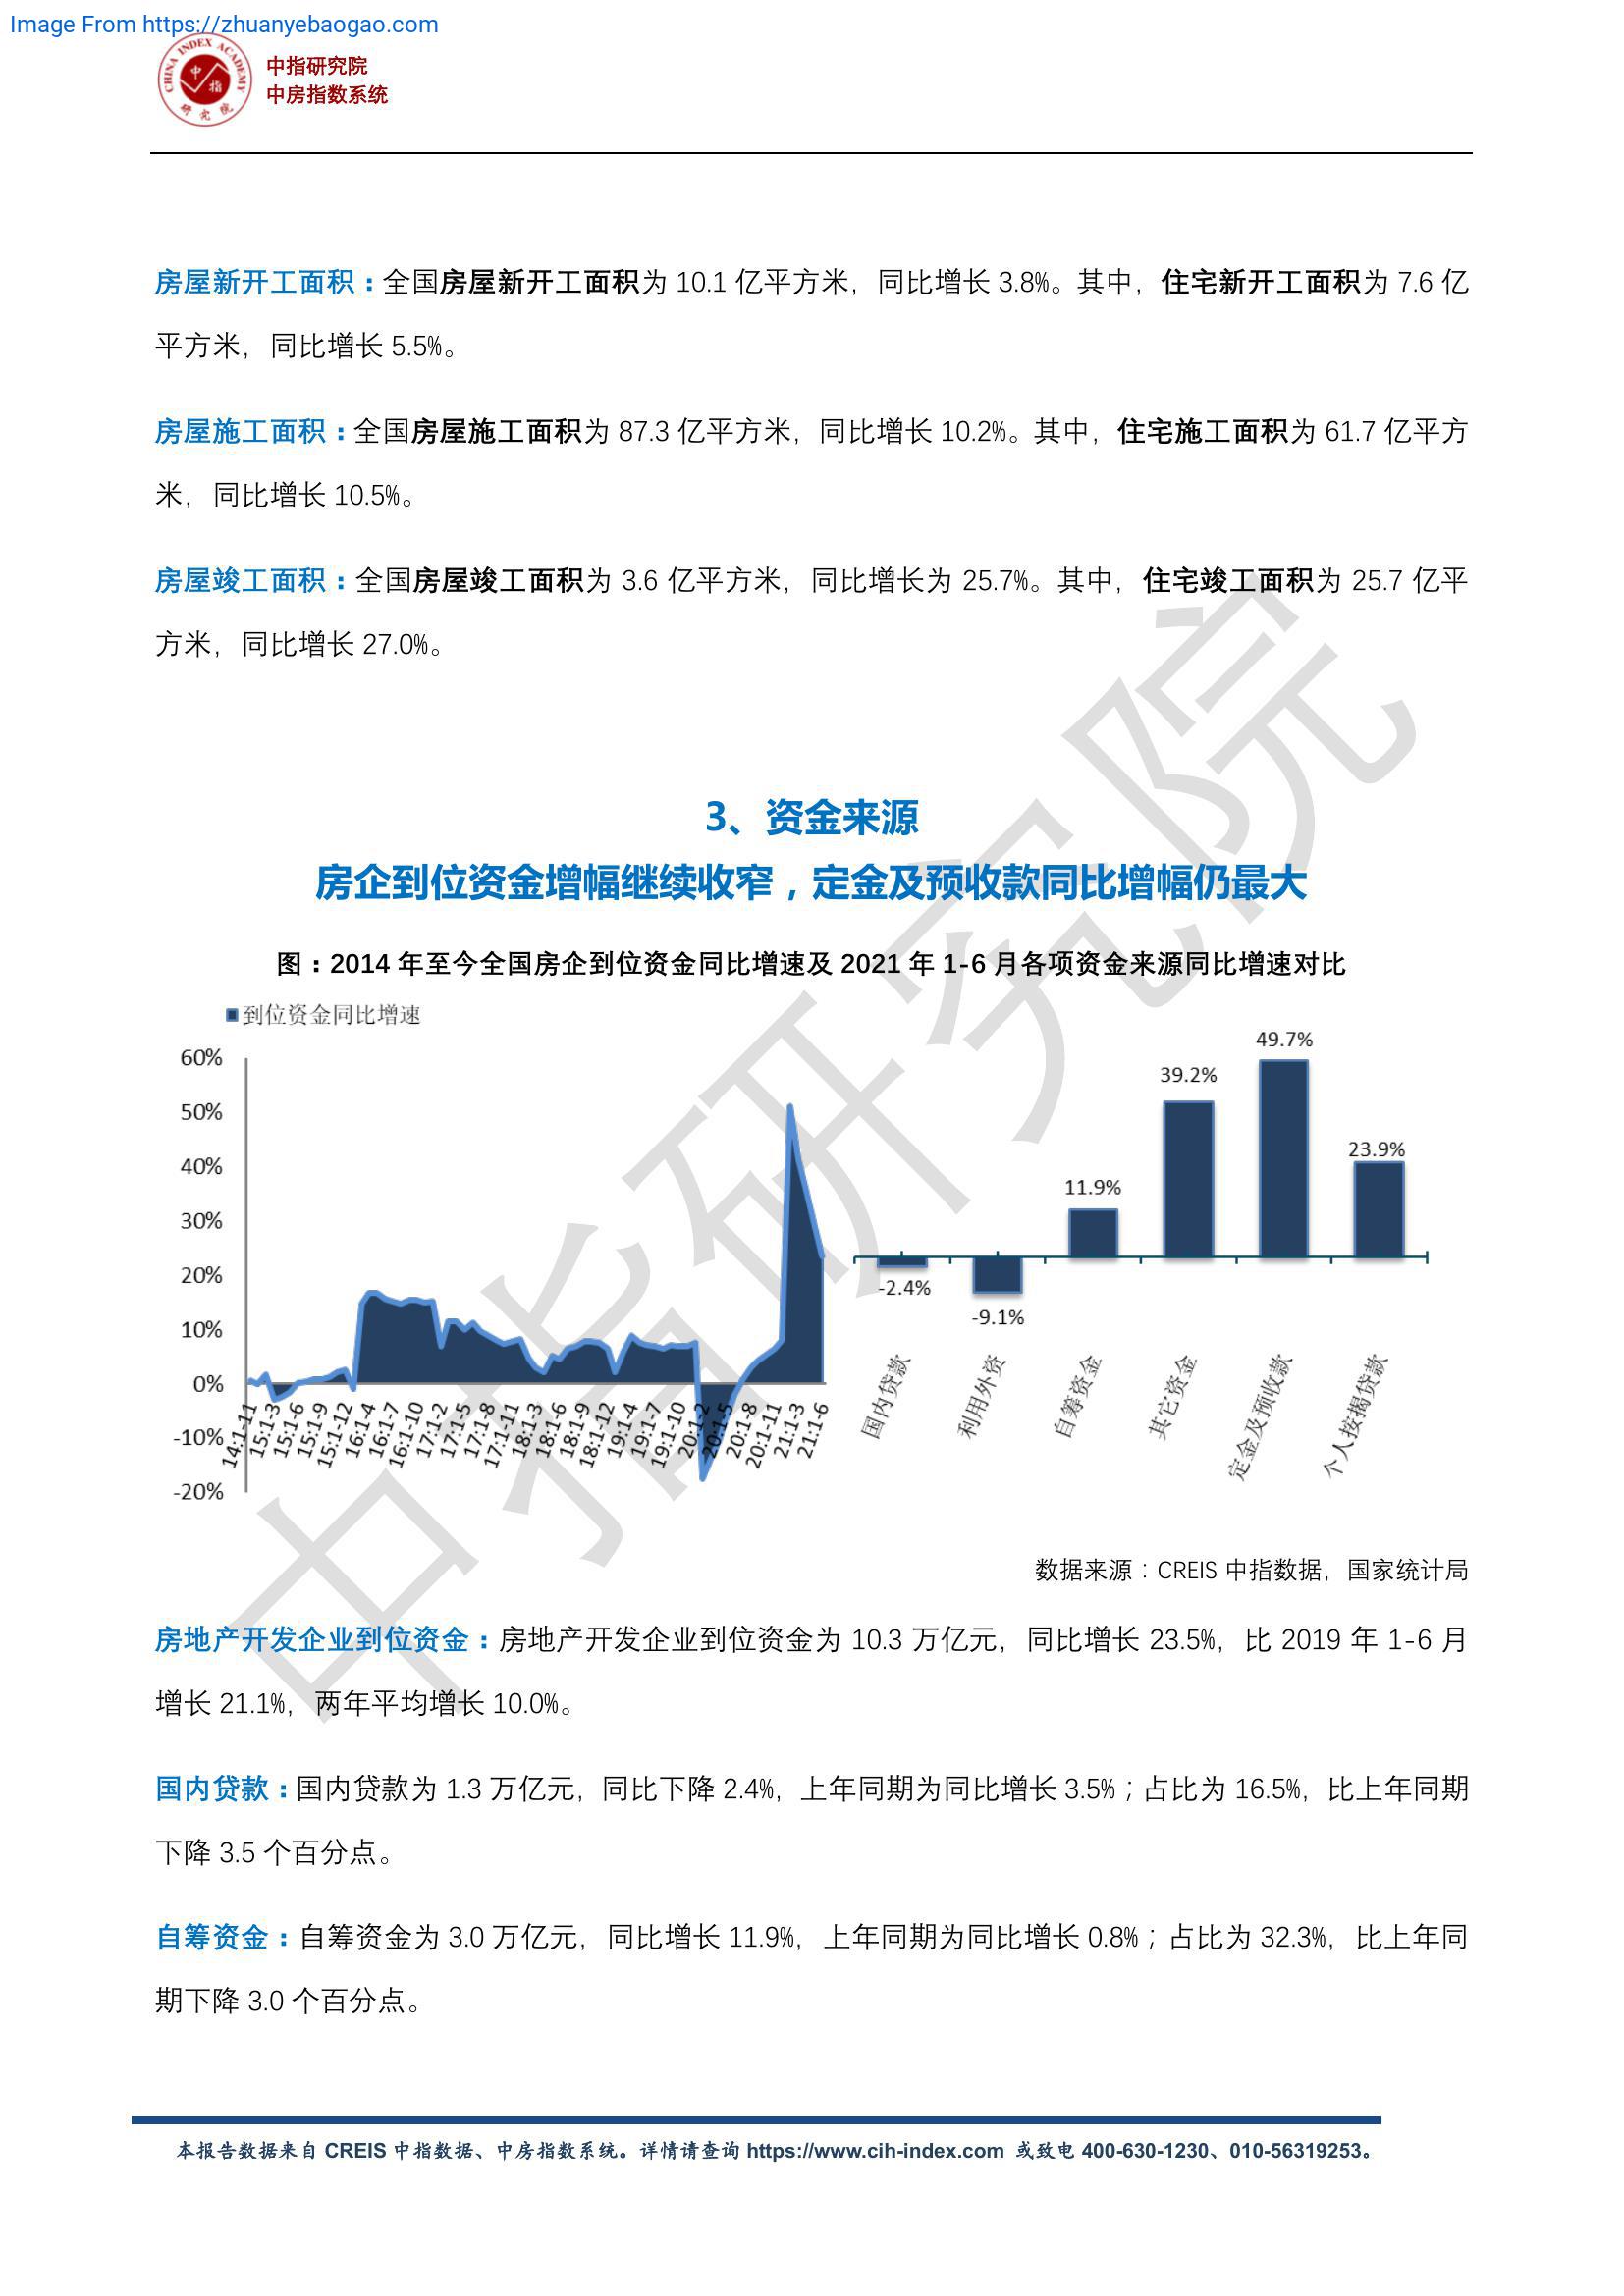 Image From https://zhuanyebaogao.com
CHINA INDEX ACADEMY
中指
研究院
中指研究院
中房指数系统
房屋新开工面积：全国房屋新开工面积为 10.1 亿平方米，同比增长 3.8%。其中，住宅新开工面积为 7.6 亿
平方米，同比增长 5.5%。
房屋施工面积：全国房屋施工面积为 87.3 亿平方米，同比增长 10.2%。其中，住宅施工面积为 61.7 亿平方
米，同比增长 10.5%。
房屋竣工面积：全国房屋竣工面积为 3.6 亿平方米，同比增长为 25.7%。其中，住宅竣工面积为 25.7 亿平
方米，同比增长 27.0%。
中指研究院
3、资金来源
房企到位资金增幅继续收窄，定金及预收款同比增幅仍最大
图：2014 年至今全国房企到位资金同比增速及 2021 年 1-6 月各项资金来源同比增速对比
到位资金同比增速
60%
50%
40%
30%
20%
10%
0%
-10%
-20%
14:1-11
15:1-3
15:1-6
15:1-9
15:1-12
16:1-4
16:1-7
16:1-10
17:1-2
17:1-5
17:1-8
17:1-11
18:1-3
18:1-6
18:1-9
18:1-12
19:1-4
19:1-7
19:1-10
20:1-2
20:1-5
20:1-8
20:1-11
21:1-3
21:1-6
-2.4%
-9.1%
11.9%
39.2%
49.7%
23.9%
国内贷款
利用外资
自筹资金
其它资金
定金及预收款
个人按揭贷款
数据来源：CREIS 中指数据，国家统计局
房地产开发企业到位资金：房地产开发企业到位资金为 10.3 万亿元，同比增长 23.5%，比 2019 年 1-6 月
增长 21.1%，两年平均增长 10.0%。
国内贷款：国内贷款为 1.3 万亿元，同比下降 2.4%，上年同期为同比增长 3.5%；占比为 16.5%，比上年同期
下降 3.5 个百分点。
自筹资金：自筹资金为 3.0 万亿元，同比增长 11.9%，上年同期为同比增长 0.8%；占比为 32.3%，比上年同
期下降 3.0 个百分点。
本报告数据来自 CREIS 中指数据、中房指数系统。详情请查询 https://www.cih-index.com 或致电 400-630-1230、010-56319253。